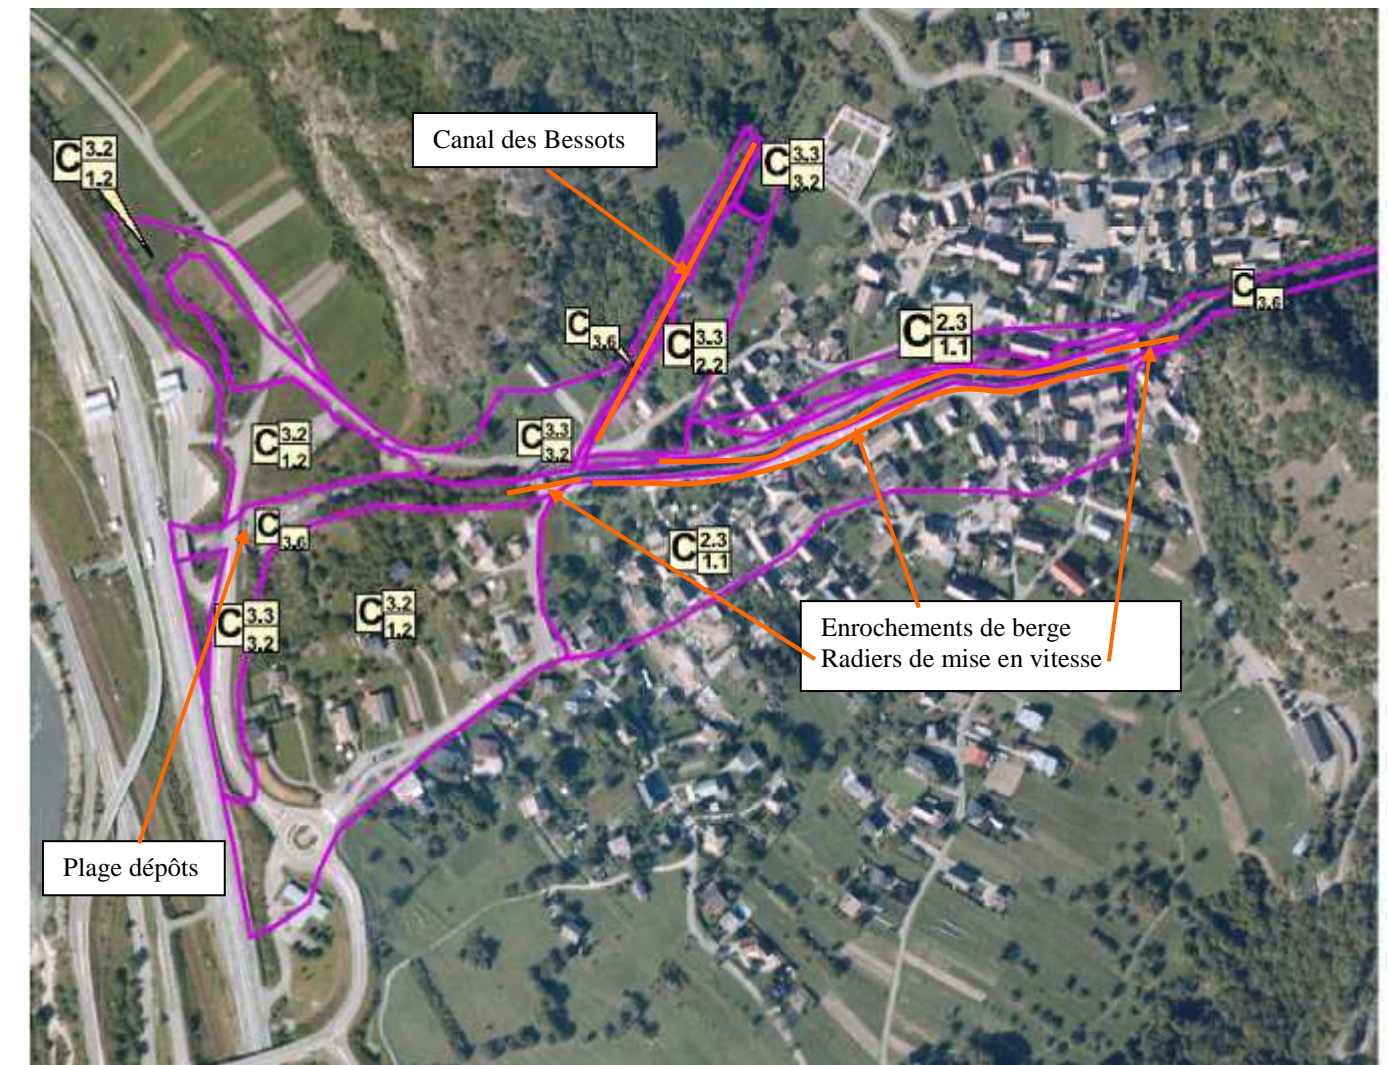 Canal des Bessots
C 3.2
1.2
C 3.3
3.2
C 3.6
C 2.3
1.1
C 3.6
C 3.3
2.2
C 3.2
1.2
C 3.3
3.2
C 3.6
C 2.3
1.1
C 3.3
3.2
C 3.2
1.2
Enrochements de berge
Radiers de mise en vitesse
Plage dépôts